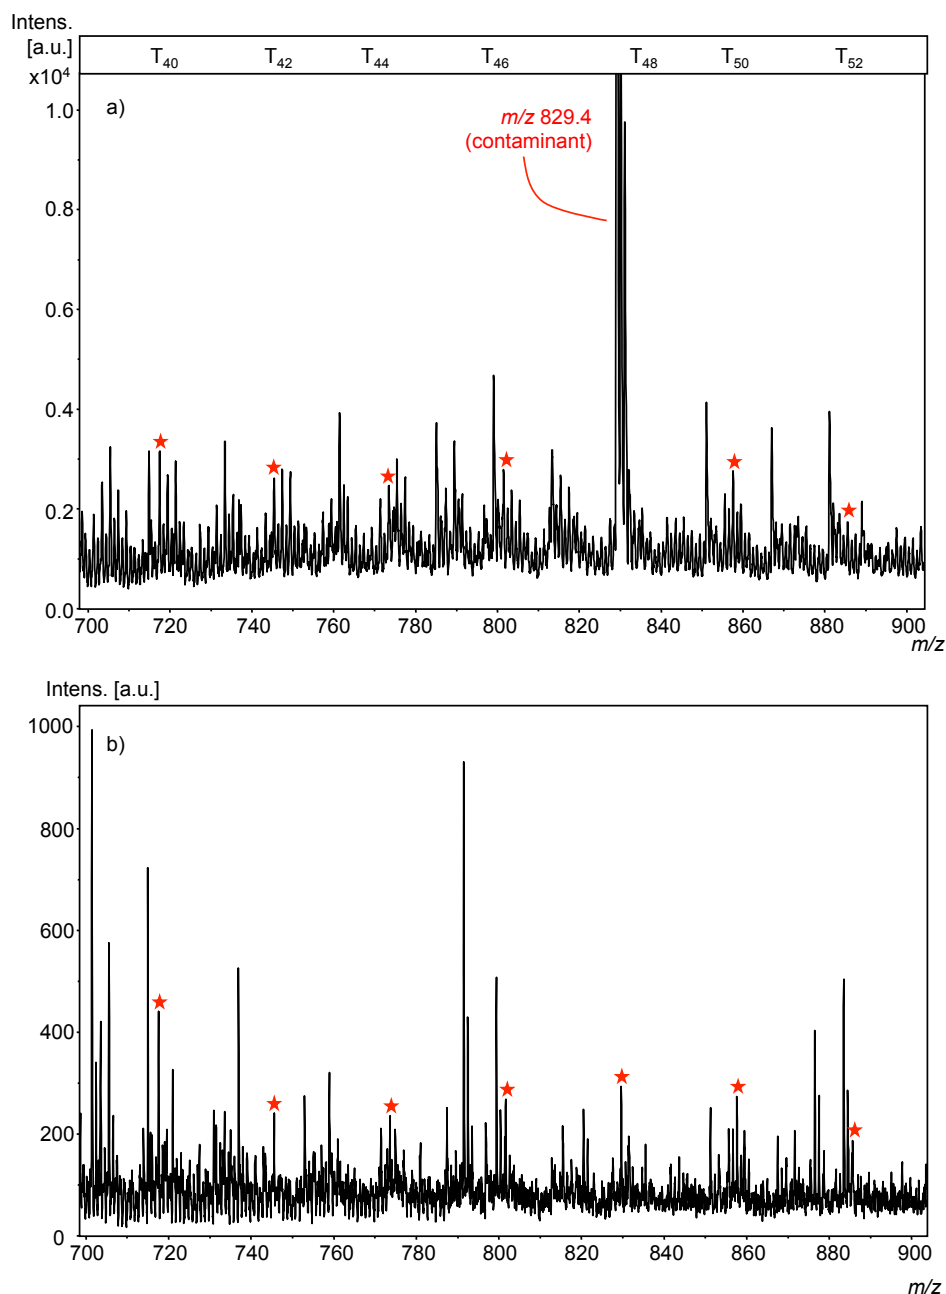 Intens.
[a.u.]
x10⁴
T₄₀ T₄₂ T₄₄ T₄₆ T₄₈ T₅₀ T₅₂
a)
m/z 829.4
(contaminant)
1.0
0.8
0.6
0.4
0.2
0.0
700 720 740 760 780 800 820 840 860 880 900
m/z
Intens. [a.u.]
b)
1000
800
600
400
200
0
700 720 740 760 780 800 820 840 860 880 900
m/z